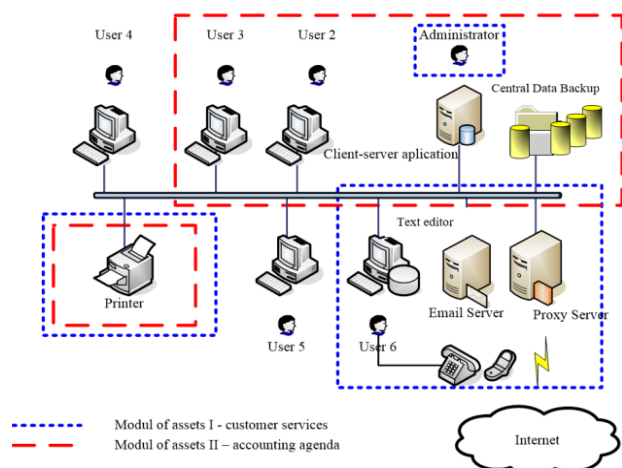 User 4
User 3
User 2
Administrator
Central Data Backup
Client-server aplication
Text editor
Printer
Email Server
Proxy Server
User 5
User 6
Modul of assets I - customer services
Modul of assets II – accounting agenda
Internet